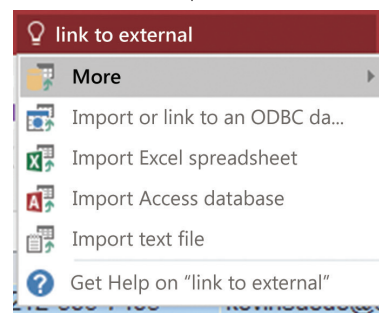 link to external
More
Import or link to an ODBC da...
Import Excel spreadsheet
Import Access database
Import text file
Get Help on “link to external”